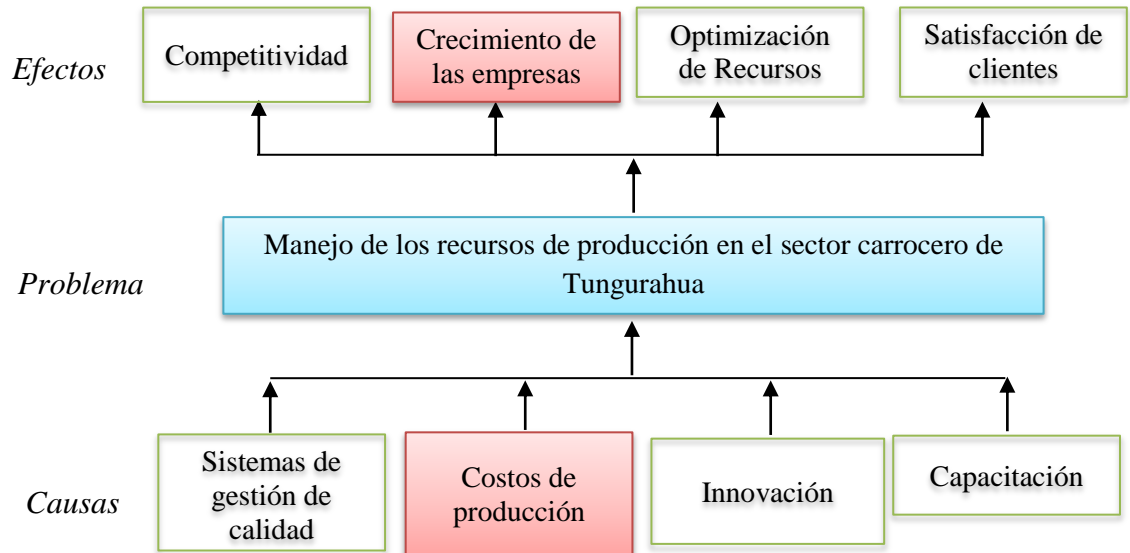 Efectos
Competitividad
Crecimiento de
las empresas
Optimización
de Recursos
Satisfacción de
clientes
Problema
Manejo de los recursos de producción en el sector carrocero de
Tungurahua
Causas
Sistemas de
gestión de
calidad
Costos de
producción
Innovación
Capacitación